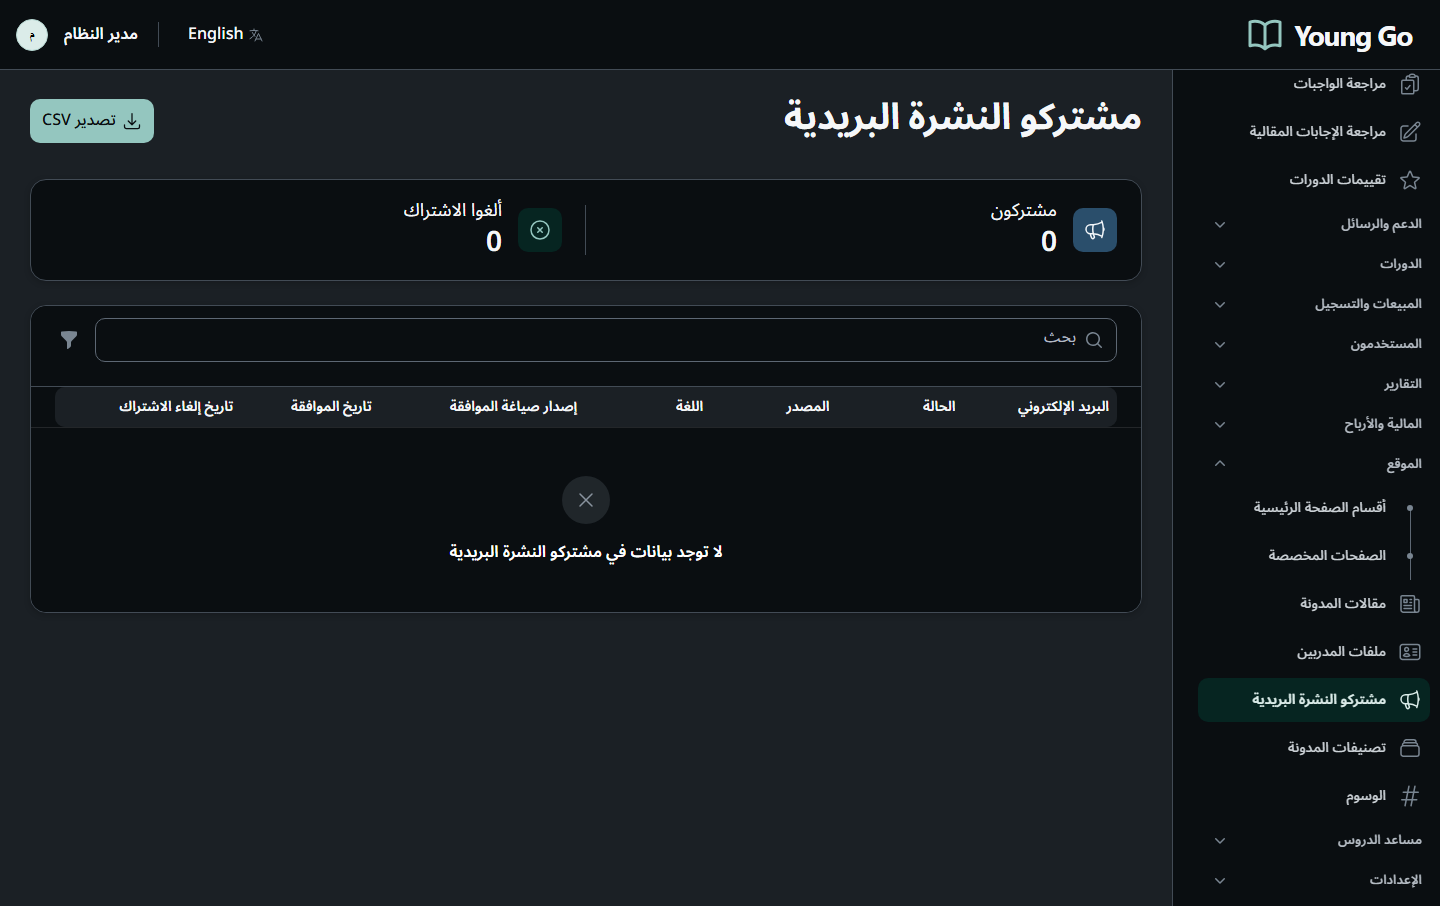 Young Go
English
مدير النظام
م
مراجعة الواجبات
مراجعة الإجابات المقالية
تقييمات الدورات
الدعم والرسائل
الدورات
المبيعات والتسجيل
المستخدمون
التقارير
المالية والأرباح
الموقع
أقسام الصفحة الرئيسية
الصفحات المخصصة
مقالات المدونة
ملفات المدربين
مشتركو النشرة البريدية
تصنيفات المدونة
الوسوم
مساعد الدروس
الإعدادات
مشتركو النشرة البريدية
تصدير CSV
مشتركون
0
ألغوا الاشتراك
0
بحث
البريد الإلكتروني الحالة المصدر اللغة إصدار صياغة الموافقة تاريخ الموافقة تاريخ إلغاء الاشتراك
لا توجد بيانات في مشتركو النشرة البريدية